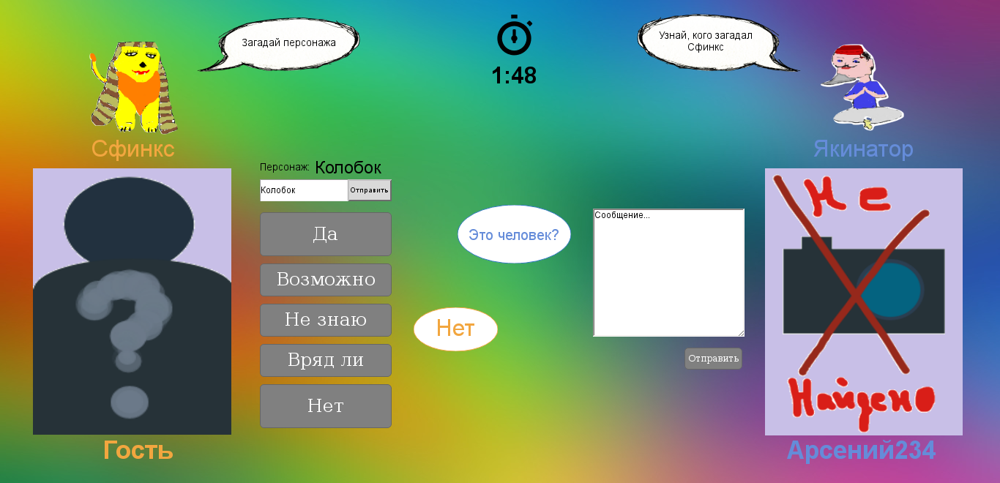 Загадай персонажа
1:48
Узнай, кого загадал
Сфинкс
Сфинкс
Якинатор
Персонаж: Колобок
Колобок
Отправить
Да
Возможно
Не знаю
Вряд ли
Нет
Это человек?
Нет
Сообщение...
Отправить
?
Не
Найдено
Гость
Арсений234